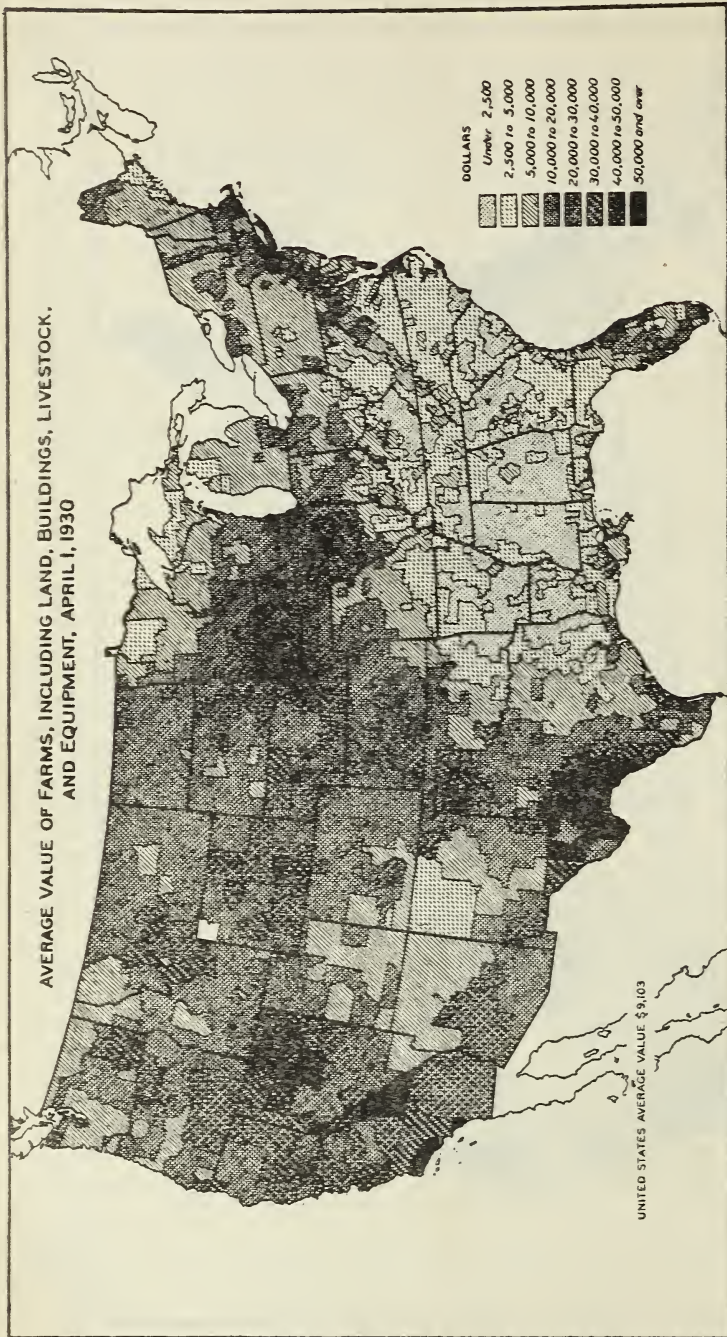 AVERAGE VALUE OF FARMS, INCLUDING LAND, BUILDINGS, LIVESTOCK,
AND EQUIPMENT, APRIL 1, 1930
DOLLARS
Under 2,500
2,500 to 5,000
5,000 to 10,000
10,000 to 20,000
20,000 to 30,000
30,000 to 40,000
40,000 to 50,000
50,000 and over
UNITED STATES AVERAGE VALUE $9,103